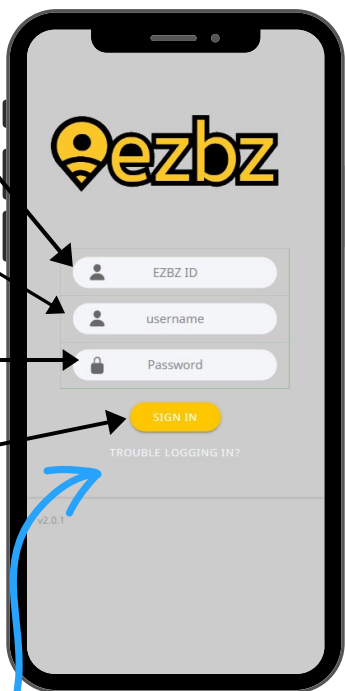 ezbz
EZBZ ID
username
Password
SIGN IN
TROUBLE LOGGING IN?
v2.0.1